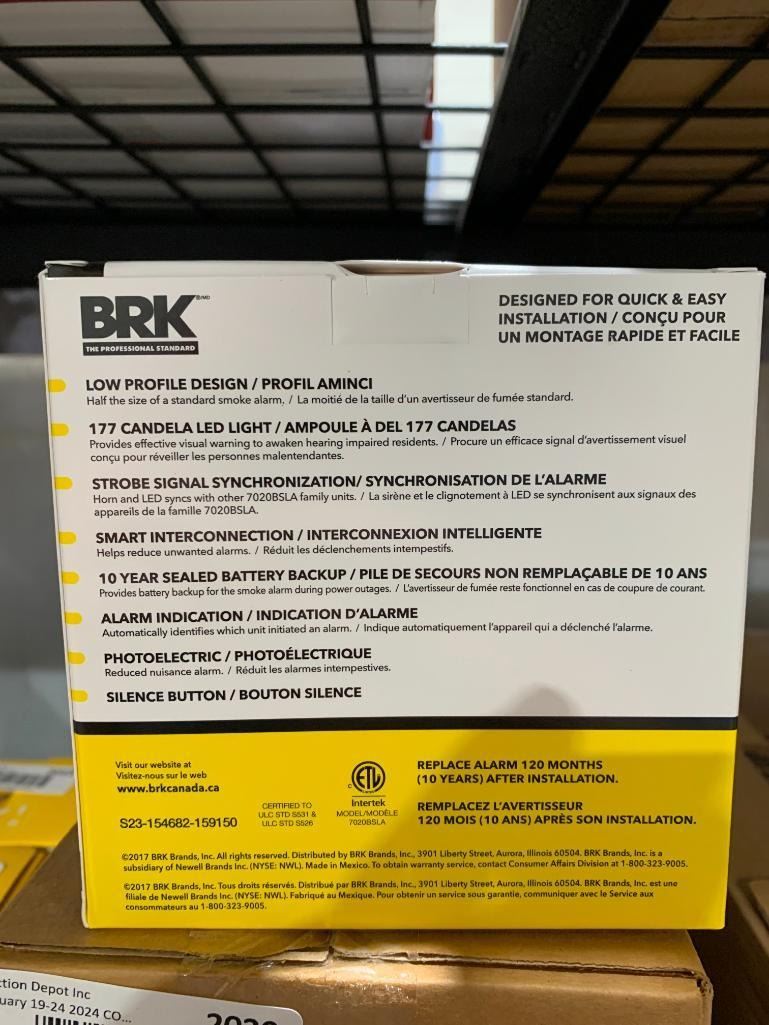 BRK ®/MD
THE PROFESSIONAL STANDARD
DESIGNED FOR QUICK & EASY
INSTALLATION / CONÇU POUR
UN MONTAGE RAPIDE ET FACILE
LOW PROFILE DESIGN / PROFIL AMINCI
Half the size of a standard smoke alarm. / La moitié de la taille d'un avertisseur de fumée standard.
177 CANDELA LED LIGHT / AMPOULE À DEL 177 CANDELAS
Provides effective visual warning to awaken hearing impaired residents. / Procure un efficace signal d'avertissement visuel
conçu pour réveiller les personnes malentendantes.
STROBE SIGNAL SYNCHRONIZATION/ SYNCHRONISATION DE L'ALARME
Horn and LED syncs with other 7020BSLA family units. / La sirène et le clignotement à LED se synchronisent aux signaux des
appareils de la famille 7020BSLA.
SMART INTERCONNECTION / INTERCONNEXION INTELLIGENTE
Helps reduce unwanted alarms. / Réduit les déclenchements intempestifs.
10 YEAR SEALED BATTERY BACKUP / PILE DE SECOURS NON REMPLAÇABLE DE 10 ANS
Provides battery backup for the smoke alarm during power outages. / L'avertisseur de fumée reste fonctionnel en cas de coupure de courant.
ALARM INDICATION / INDICATION D'ALARME
Automatically identifies which unit initiated an alarm. / Indique automatiquement l'appareil qui a déclenché l'alarme.
PHOTOELECTRIC / PHOTOÉLECTRIQUE
Reduced nuisance alarm. / Réduit les alarmes intempestives.
SILENCE BUTTON / BOUTON SILENCE
Visit our website at
Visitez-nous sur le web
www.brkcanada.ca
S23-154682-159150
CERTIFIED TO
ULC STD S531 &
ULC STD S526
C ETL
Intertek
MODEL/MODÈLE
7020BSLA
REPLACE ALARM 120 MONTHS
(10 YEARS) AFTER INSTALLATION.
REMPLACEZ L'AVERTISSEUR
120 MOIS (10 ANS) APRÈS SON INSTALLATION.
©2017 BRK Brands, Inc. All rights reserved. Distributed by BRK Brands, Inc., 3901 Liberty Street, Aurora, Illinois 60504. BRK Brands, Inc. is a
subsidiary of Newell Brands Inc. (NYSE: NWL). Made in Mexico. To obtain warranty service, contact Consumer Affairs Division at 1-800-323-9005.
©2017 BRK Brands, Inc. Tous droits réservés. Distribué par BRK Brands, Inc., 3901 Liberty Street, Aurora, Illinois 60504. BRK Brands, Inc. est une
filiale de Newell Brands Inc. (NYSE: NWL). Fabriqué au Mexique. Pour obtenir un service sous garantie, communiquer avec le Service aux
consommateurs au 1-800-323-9005.
ction Depot Inc
uary 19-24 2024 CO...